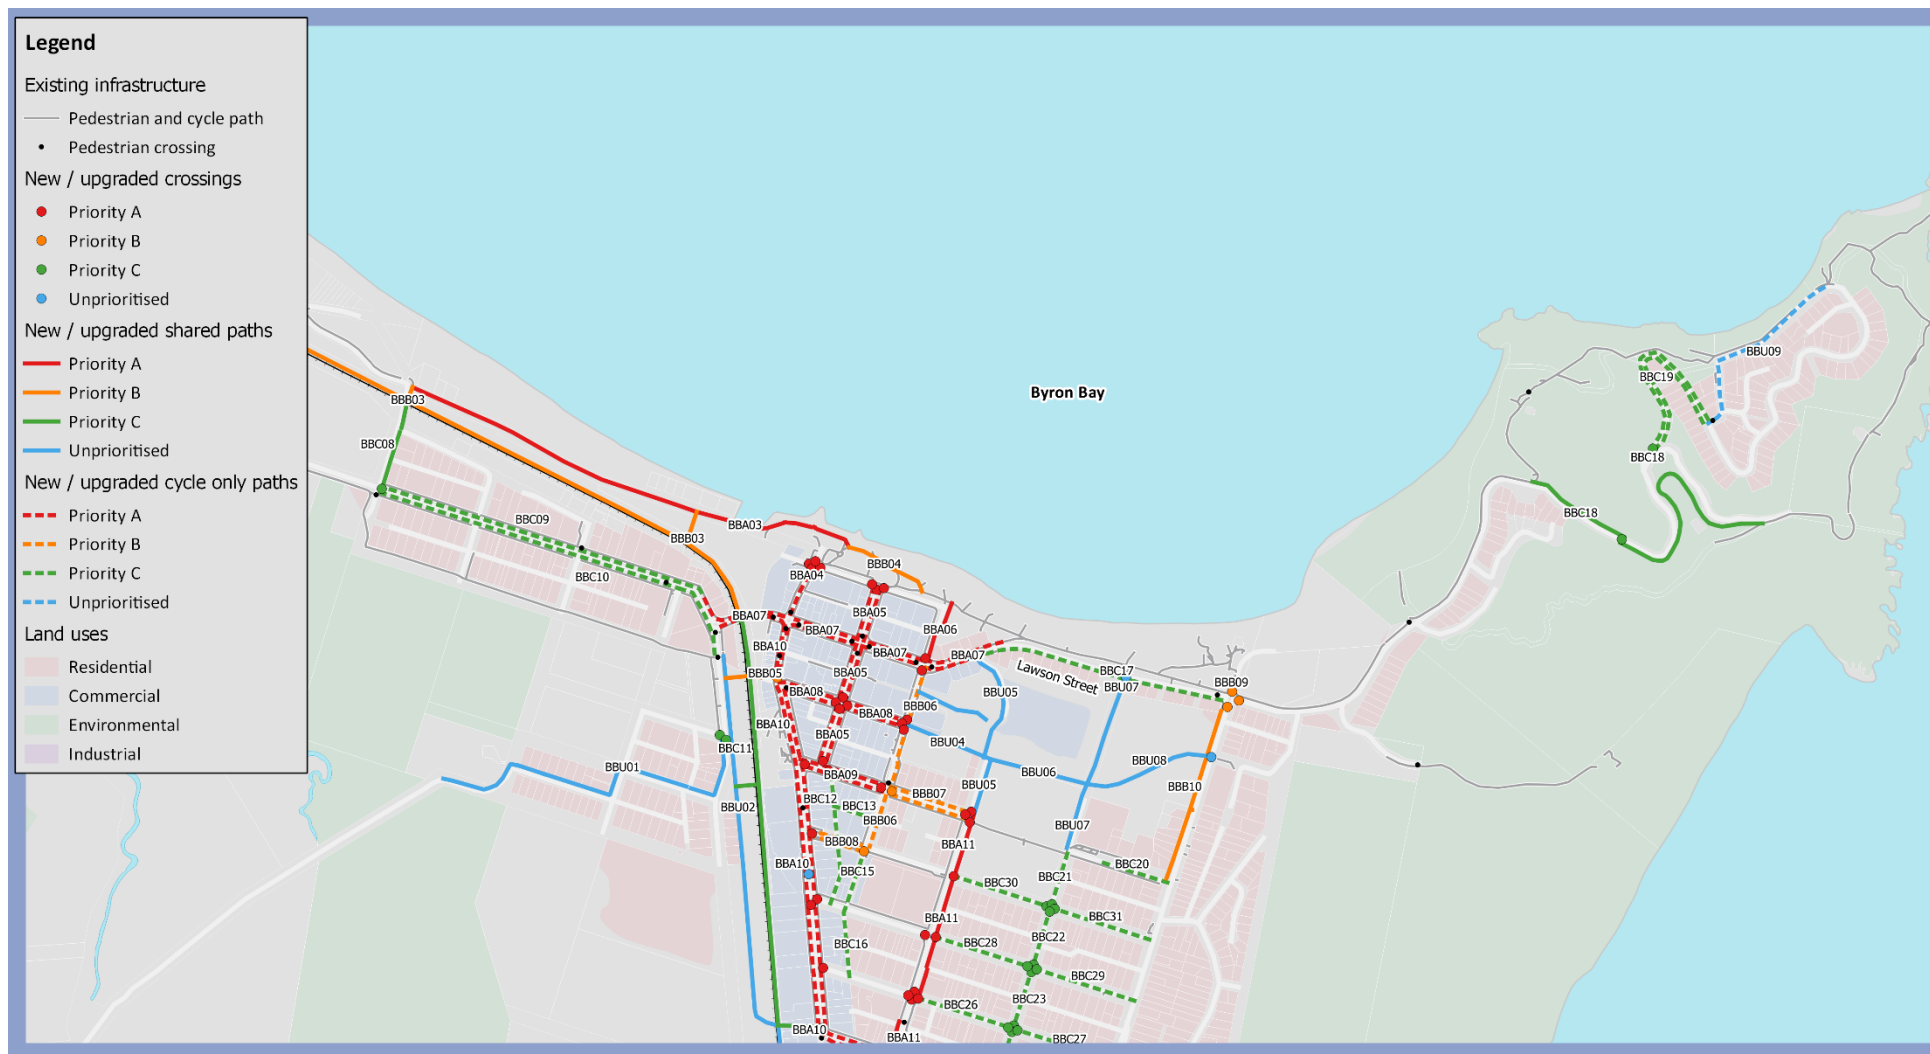 Legend
Existing infrastructure
Pedestrian and cycle path
Pedestrian crossing
New / upgraded crossings
Priority A
Priority B
Priority C
Unprioritised
New / upgraded shared paths
Priority A
Priority B
Priority C
Unprioritised
New / upgraded cycle only paths
Priority A
Priority B
Priority C
Unprioritised
Land uses
Residential
Commercial
Environmental
Industrial
Byron Bay
BBU09
BBC19
BBB03
BBC08
BBC18
BBC09
BBC18
BBA03
BBB03
BBB04
BBA04
BBC10
BBA05
BBA07
BBA07
BBA06
BBA10
BBA07
BBA07
Lawson Street
BBC17
BBB05
BBA05
BBU07
BBB09
BBA08
BBU05
BBB06
BBA08
BBA10
BBA05
BBU04
BBC11
BBU08
BBU01
BBA09
BBU06
BBU05
BBB10
BBB07
BBC12
BBC13
BBU02
BBB06
BBU07
BBB08
BBA11
BBA10
BBC20
BBC15
BBC21
BBC30
BBA11
BBC31
BBC22
BBC16
BBC28
BBC29
BBC23
BBC26
BBA10
BBA11
BBC27